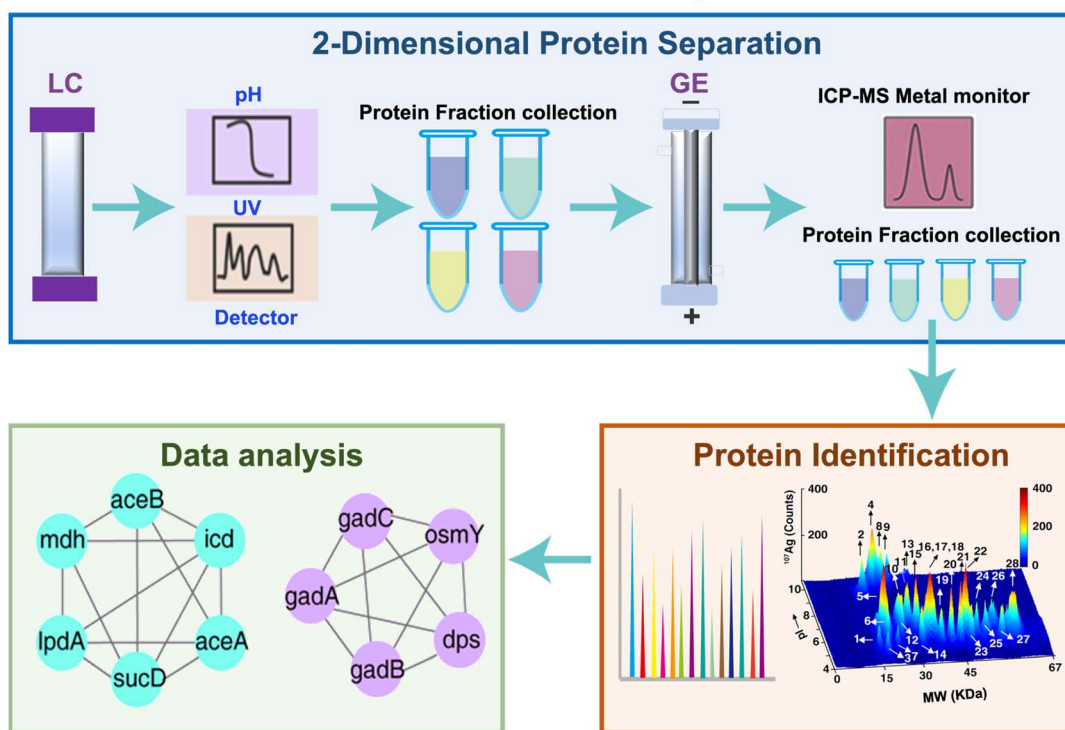 2-Dimensional Protein Separation
LC
pH
UV
Detector
Protein Fraction collection
GE
−
+
ICP-MS Metal monitor
Protein Fraction collection
Data analysis
aceB
mdh
icd
lpdA
aceA
sucD
gadC
osmY
gadA
dps
gadB
Protein Identification
400
200
¹⁰⁷Ag (Counts)
10
8
6
4
pI
0
15
30
45
67
MW (KDa)
400
200
0
4
2
8
9
13
16,17,18
22
21
10
11
15
20
28
5
19
24
26
6
1
12
37
14
23
25
27